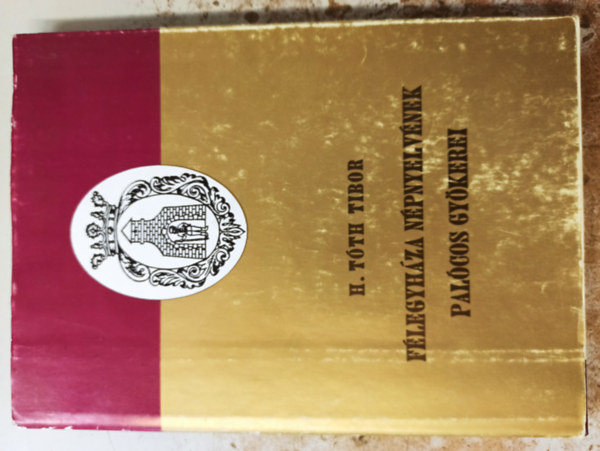 H. TÓTH TIBOR
FÉLEGYHÁZA NÉPNYELVÉNEK
PALÓCOS GYÖKEREI